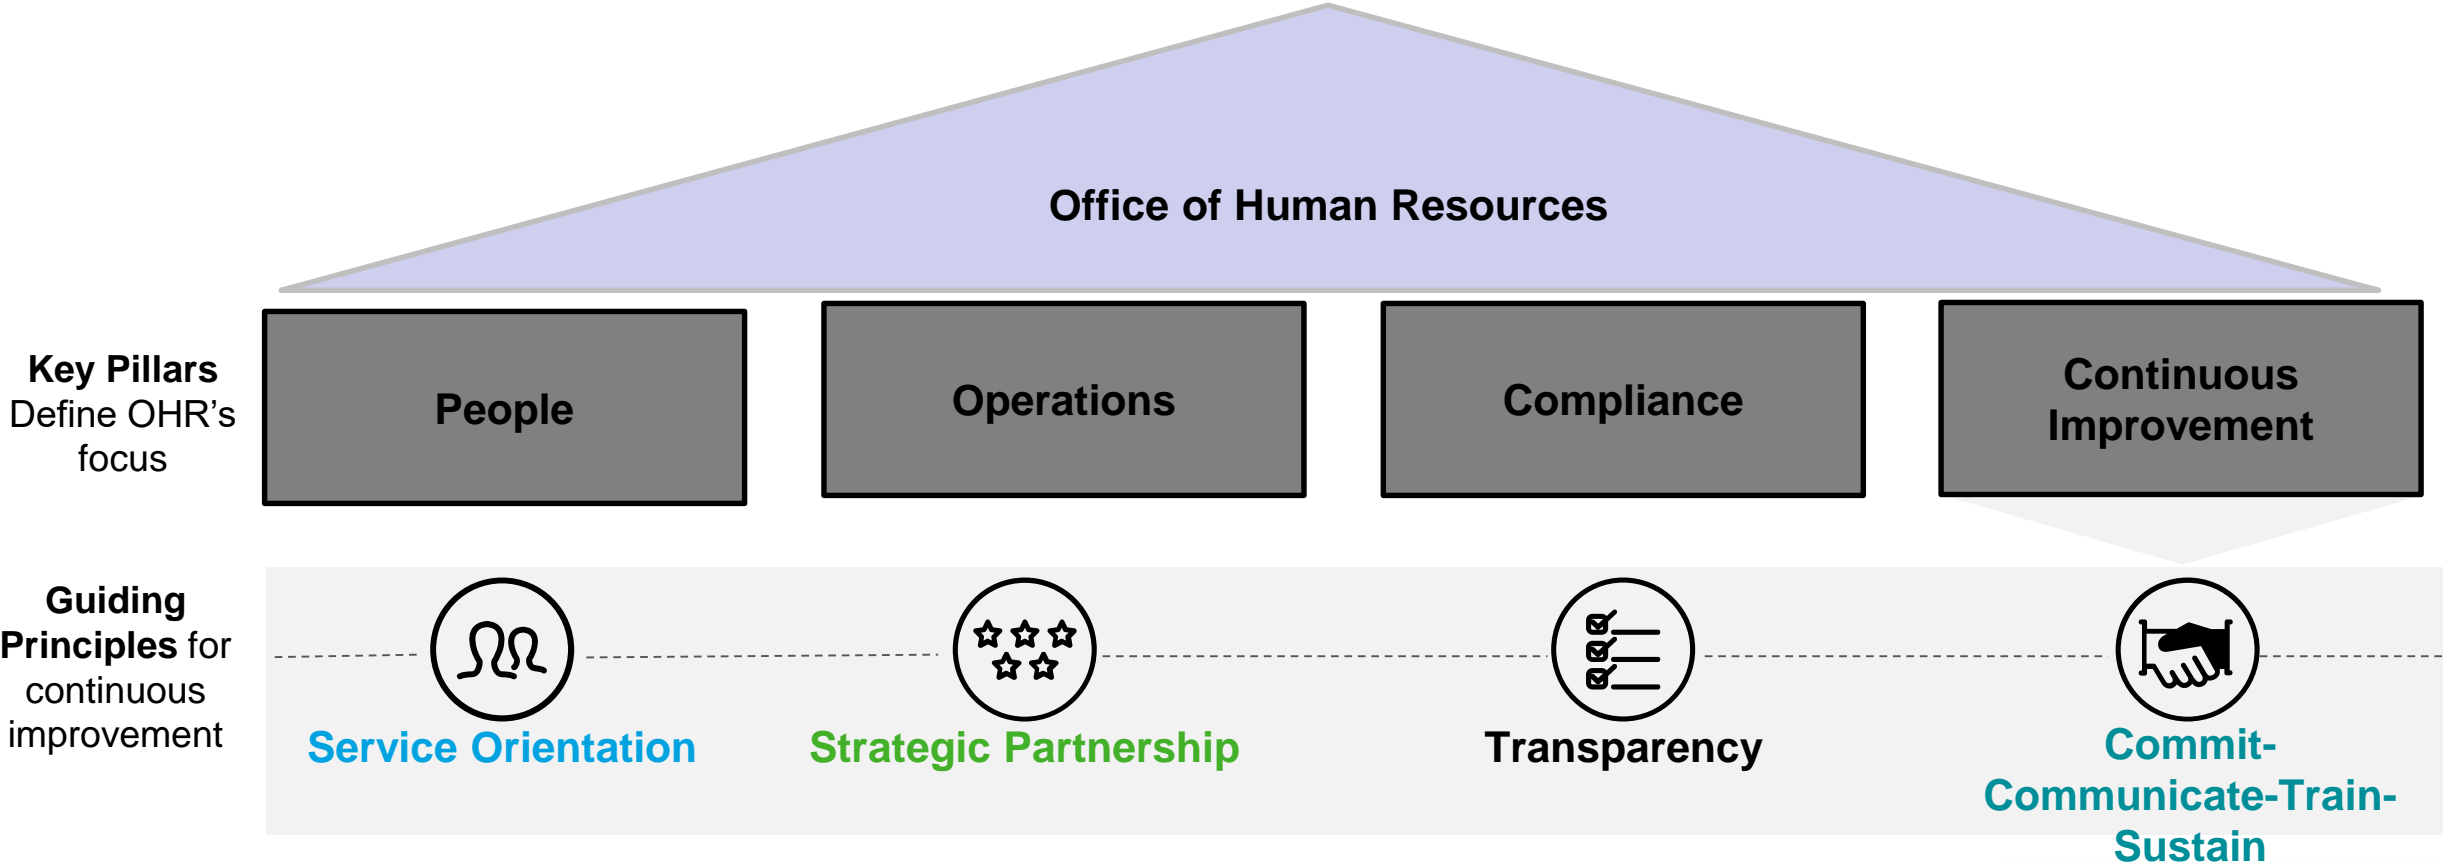 Office of Human Resources
Key Pillars
Define OHR's
focus
People
Operations
Compliance
Continuous
Improvement
Guiding
Principles for
continuous
improvement
Service Orientation
Strategic Partnership
Transparency
Commit-
Communicate-Train-
Sustain